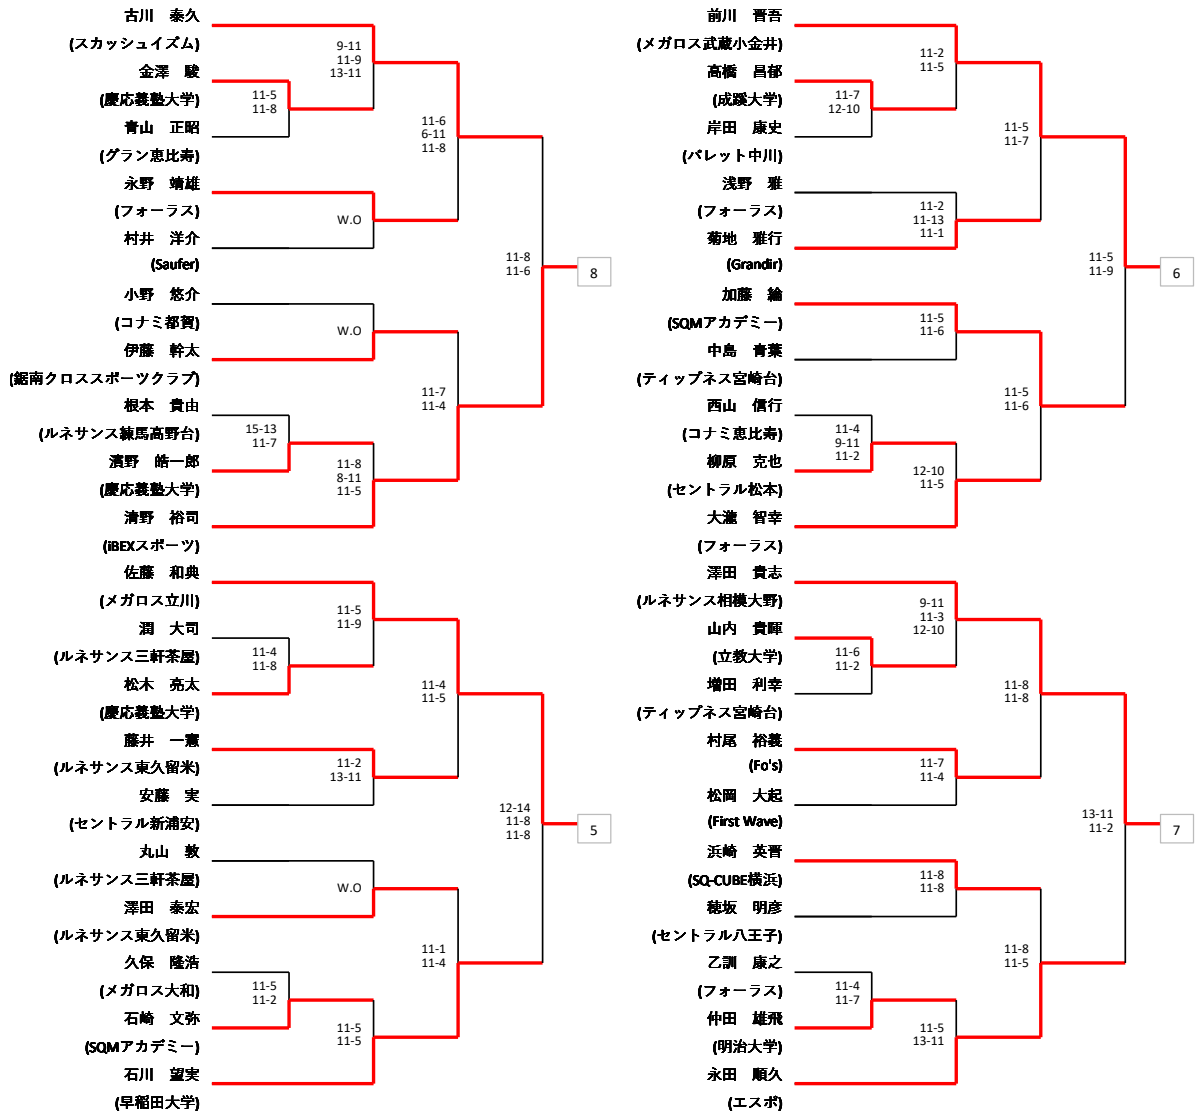 古川　泰久
(スカッシュイズム)
9-11
11-9
13-11
金澤　駿
(慶応義塾大学)
11-5
11-8
青山　正昭
(グラン恵比寿)
11-6
6-11
11-8
永野　靖雄
(フォーラス)
W.O
村井　洋介
(Saufer)
11-8
11-6
8
小野　悠介
(コナミ都賀)
W.O
伊藤　幹太
(鋸南クロススポーツクラブ)
11-7
11-4
根本　貴由
(ルネサンス練馬高野台)
15-13
11-7
濱野　皓一郎
(慶応義塾大学)
11-8
8-11
11-5
清野　裕司
(iBEXスポーツ)
佐藤　和典
(メガロス立川)
11-5
11-9
潤　大司
(ルネサンス三軒茶屋)
11-4
11-8
松木　亮太
(慶応義塾大学)
11-4
11-5
藤井　一憲
(ルネサンス東久留米)
11-2
13-11
安藤　実
(セントラル新浦安)
12-14
11-8
11-8
5
丸山　敦
(ルネサンス三軒茶屋)
W.O
澤田　泰宏
(ルネサンス東久留米)
11-1
11-4
久保　隆浩
(メガロス大和)
11-5
11-2
石崎　文弥
(SQMアカデミー)
11-5
11-5
石川　望実
(早稲田大学)
前川　晋吾
(メガロス武蔵小金井)
11-2
11-5
高橋　昌郁
(成蹊大学)
11-7
12-10
岸田　康史
(パレット中川)
11-5
11-7
浅野　雅
(フォーラス)
11-2
11-13
11-1
菊地　雅行
(Grandir)
11-5
11-9
6
加藤　綸
(SQMアカデミー)
11-5
11-6
中島　青葉
(ティップネス宮崎台)
11-5
11-6
西山　信行
(コナミ恵比寿)
11-4
9-11
11-2
柳原　克也
(セントラル松本)
12-10
11-5
大瀧　智幸
(フォーラス)
澤田　貴志
(ルネサンス相模大野)
9-11
11-3
12-10
山内　貴暉
(立教大学)
11-6
11-2
増田　利幸
(ティップネス宮崎台)
11-8
11-8
村尾　裕義
(Fo's)
11-7
11-4
松岡　大起
(First Wave)
13-11
11-2
7
浜崎　英晋
(SQ-CUBE横浜)
11-8
11-8
穂坂　明彦
(セントラル八王子)
11-8
11-5
乙訓　康之
(フォーラス)
11-4
11-7
仲田　雄飛
(明治大学)
11-5
13-11
永田　順久
(エスポ)